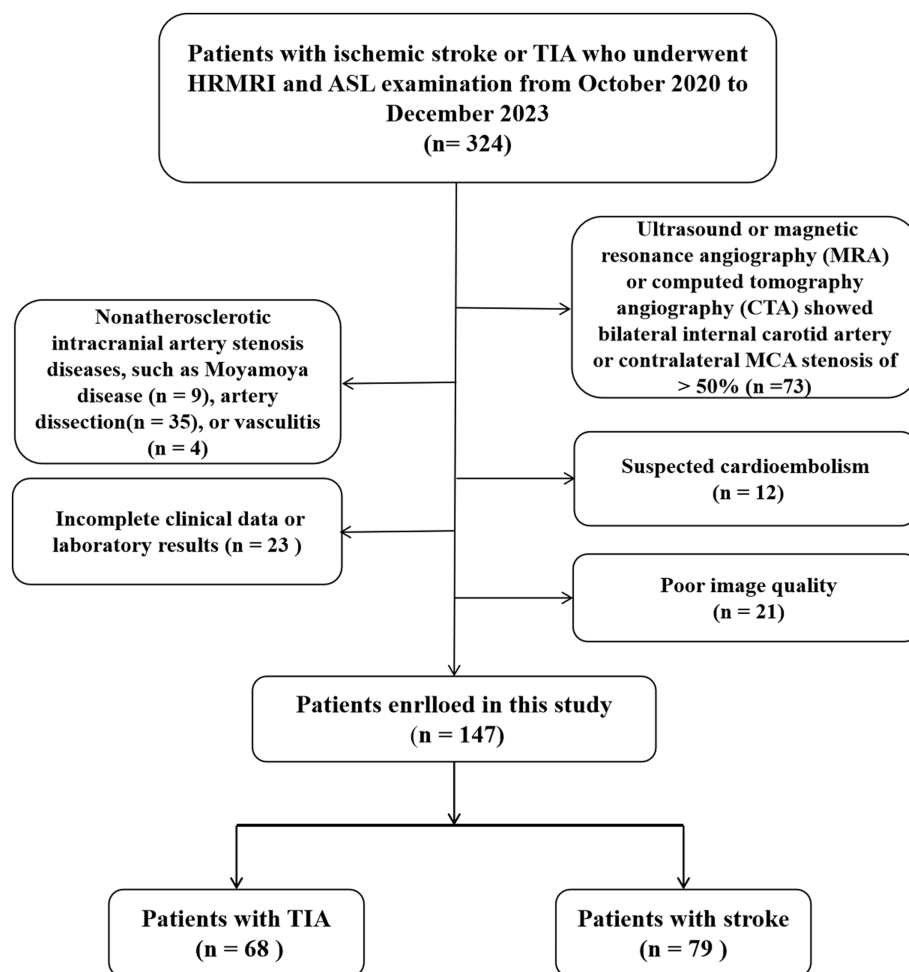 Patients with ischemic stroke or TIA who underwent
HRMRI and ASL examination from October 2020 to
December 2023
(n= 324)
Ultrasound or magnetic
resonance angiography (MRA)
or computed tomography
angiography (CTA) showed
bilateral internal carotid artery
or contralateral MCA stenosis of
> 50% (n =73)
Nonatherosclerotic
intracranial artery stenosis
diseases, such as Moyamoya
disease (n = 9), artery
dissection(n = 35), or vasculitis
(n = 4)
Suspected cardioembolism
(n = 12)
Incomplete clinical data or
laboratory results (n = 23 )
Poor image quality
(n = 21)
Patients enrlloed in this study
(n = 147)
Patients with TIA
(n = 68 )
Patients with stroke
(n = 79 )